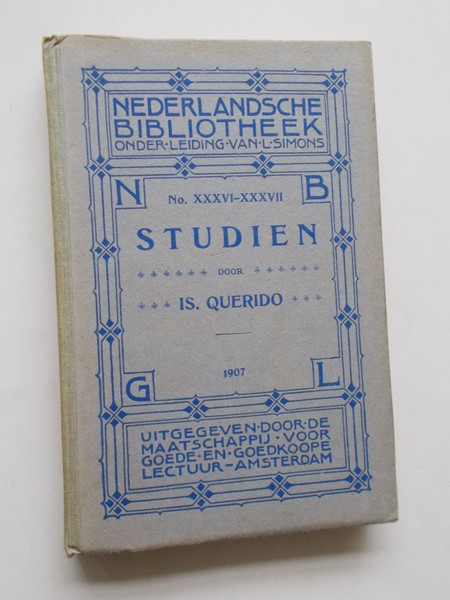 NEDERLANDSCHE
BIBLIOTHEEK
ONDER·LEIDING·VAN·L·SIMONS
N B
No. XXXVI–XXXVII
STUDIEN
DOOR
IS. QUERIDO
1907
G L
UITGEGEVEN·DOOR·DE
MAATSCHAPPIJ·VOOR
GOEDE·EN·GOEDKOOPE
LECTUUR–AMSTERDAM